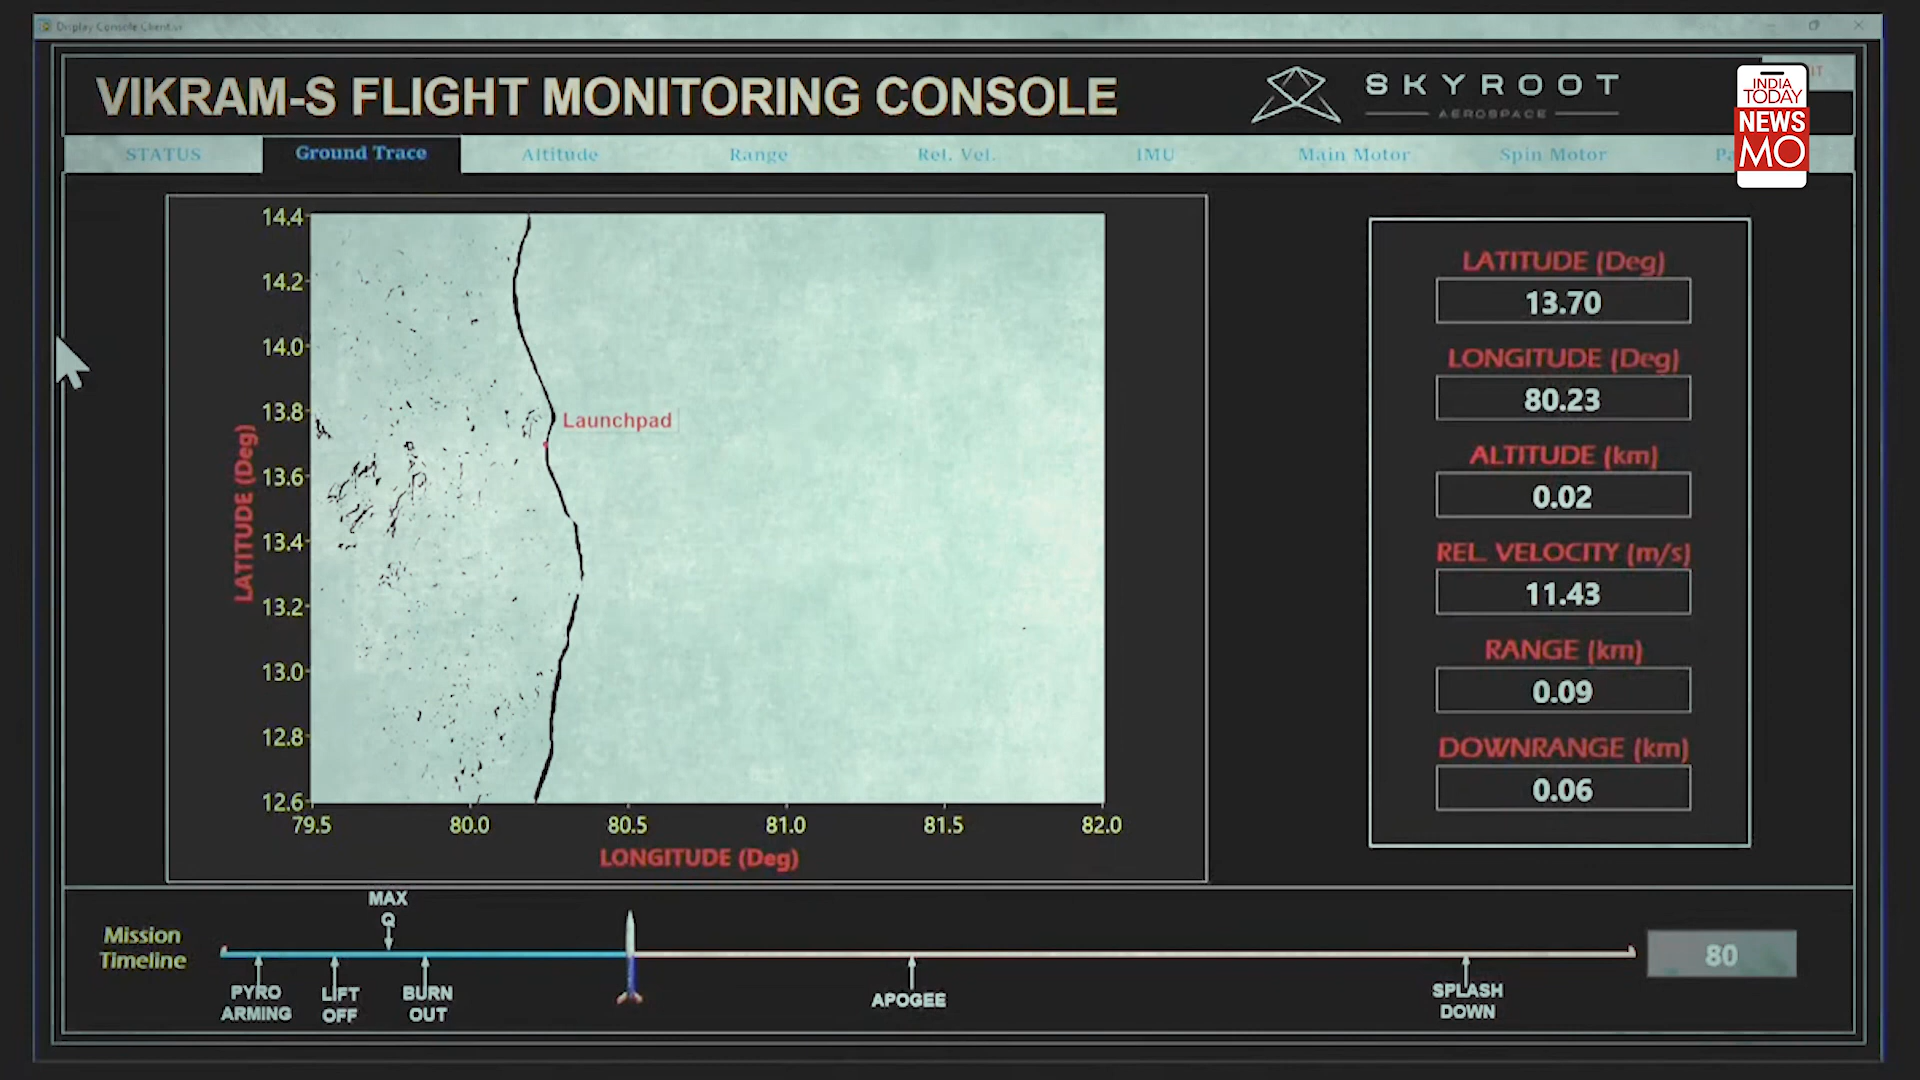 Display Console Client.vi
VIKRAM-S FLIGHT MONITORING CONSOLE
SKYROOT
AEROSPACE
INDIA
TODAY
NEWS
MO
STATUS
Ground Trace
Altitude
Range
Rel. Vel.
IMU
Main Motor
Spin Motor
14.4
14.2
14.0
13.8
13.6
13.4
13.2
13.0
12.8
12.6
LATITUDE (Deg)
Launchpad
79.5
80.0
80.5
81.0
81.5
82.0
LONGITUDE (Deg)
LATITUDE (Deg)
13.70
LONGITUDE (Deg)
80.23
ALTITUDE (km)
0.02
REL. VELOCITY (m/s)
11.43
RANGE (km)
0.09
DOWNRANGE (km)
0.06
Mission
Timeline
MAX
Q
PYRO
ARMING
LIFT
OFF
BURN
OUT
APOGEE
SPLASH
DOWN
80